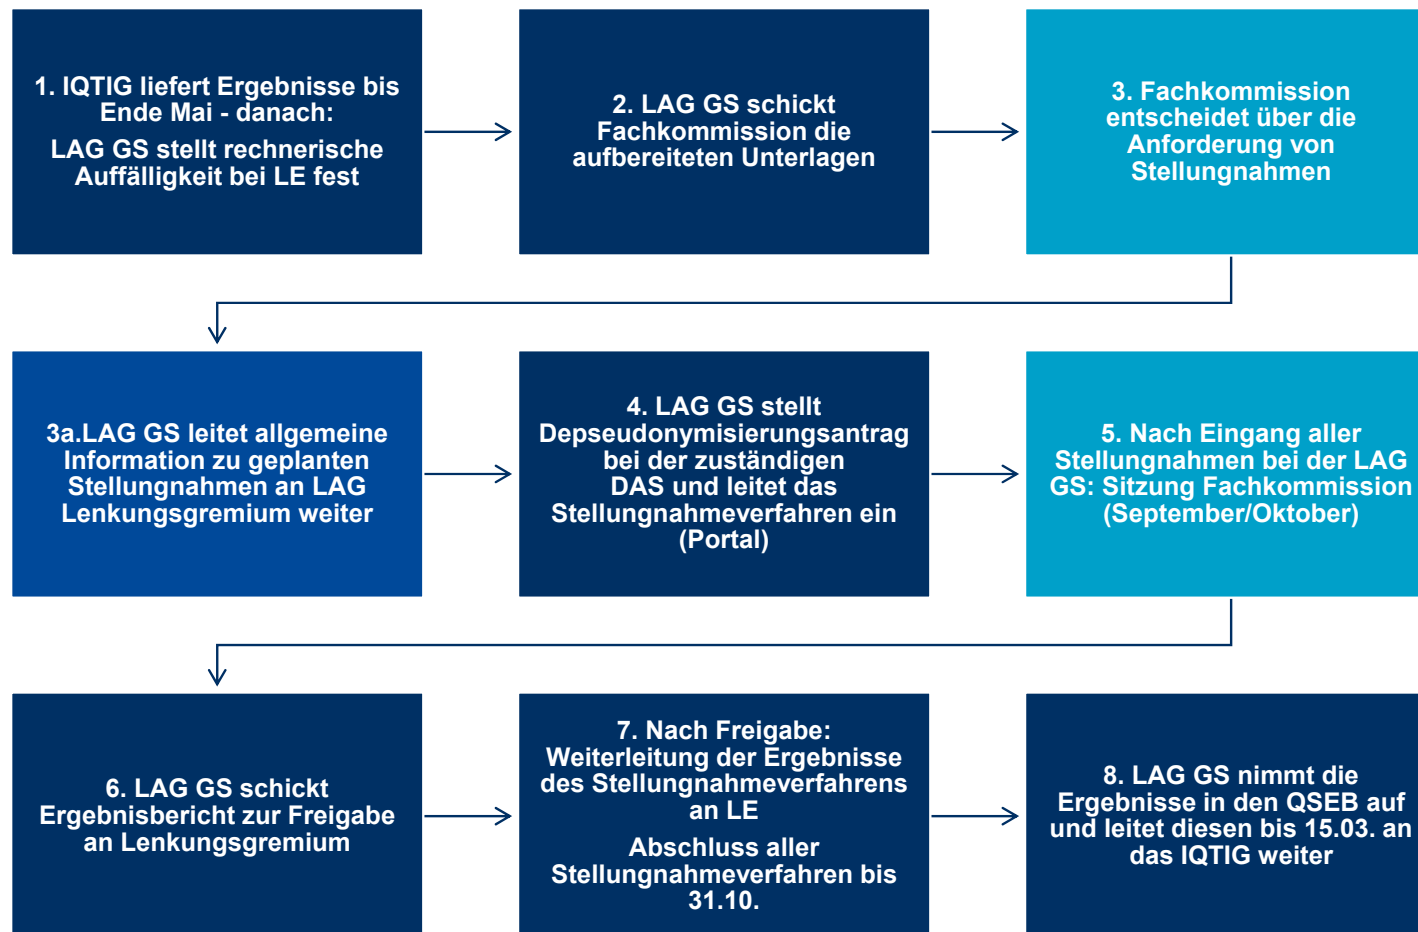 1. IQTIG liefert Ergebnisse bis
Ende Mai - danach:
LAG GS stellt rechnerische
Auffälligkeit bei LE fest
2. LAG GS schickt
Fachkommission die
aufbereiteten Unterlagen
3. Fachkommission
entscheidet über die
Anforderung von
Stellungnahmen
3a.LAG GS leitet allgemeine
Information zu geplanten
Stellungnahmen an LAG
Lenkungsgremium weiter
4. LAG GS stellt
Depseudonymisierungsantrag
bei der zuständigen
DAS und leitet das
Stellungnahmeverfahren ein
(Portal)
5. Nach Eingang aller
Stellungnahmen bei der LAG
GS: Sitzung Fachkommission
(September/Oktober)
6. LAG GS schickt
Ergebnisbericht zur Freigabe
an Lenkungsgremium
7. Nach Freigabe:
Weiterleitung der Ergebnisse
des Stellungnahmeverfahrens
an LE
Abschluss aller
Stellungnahmeverfahren bis
31.10.
8. LAG GS nimmt die
Ergebnisse in den QSEB auf
und leitet diesen bis 15.03. an
das IQTIG weiter